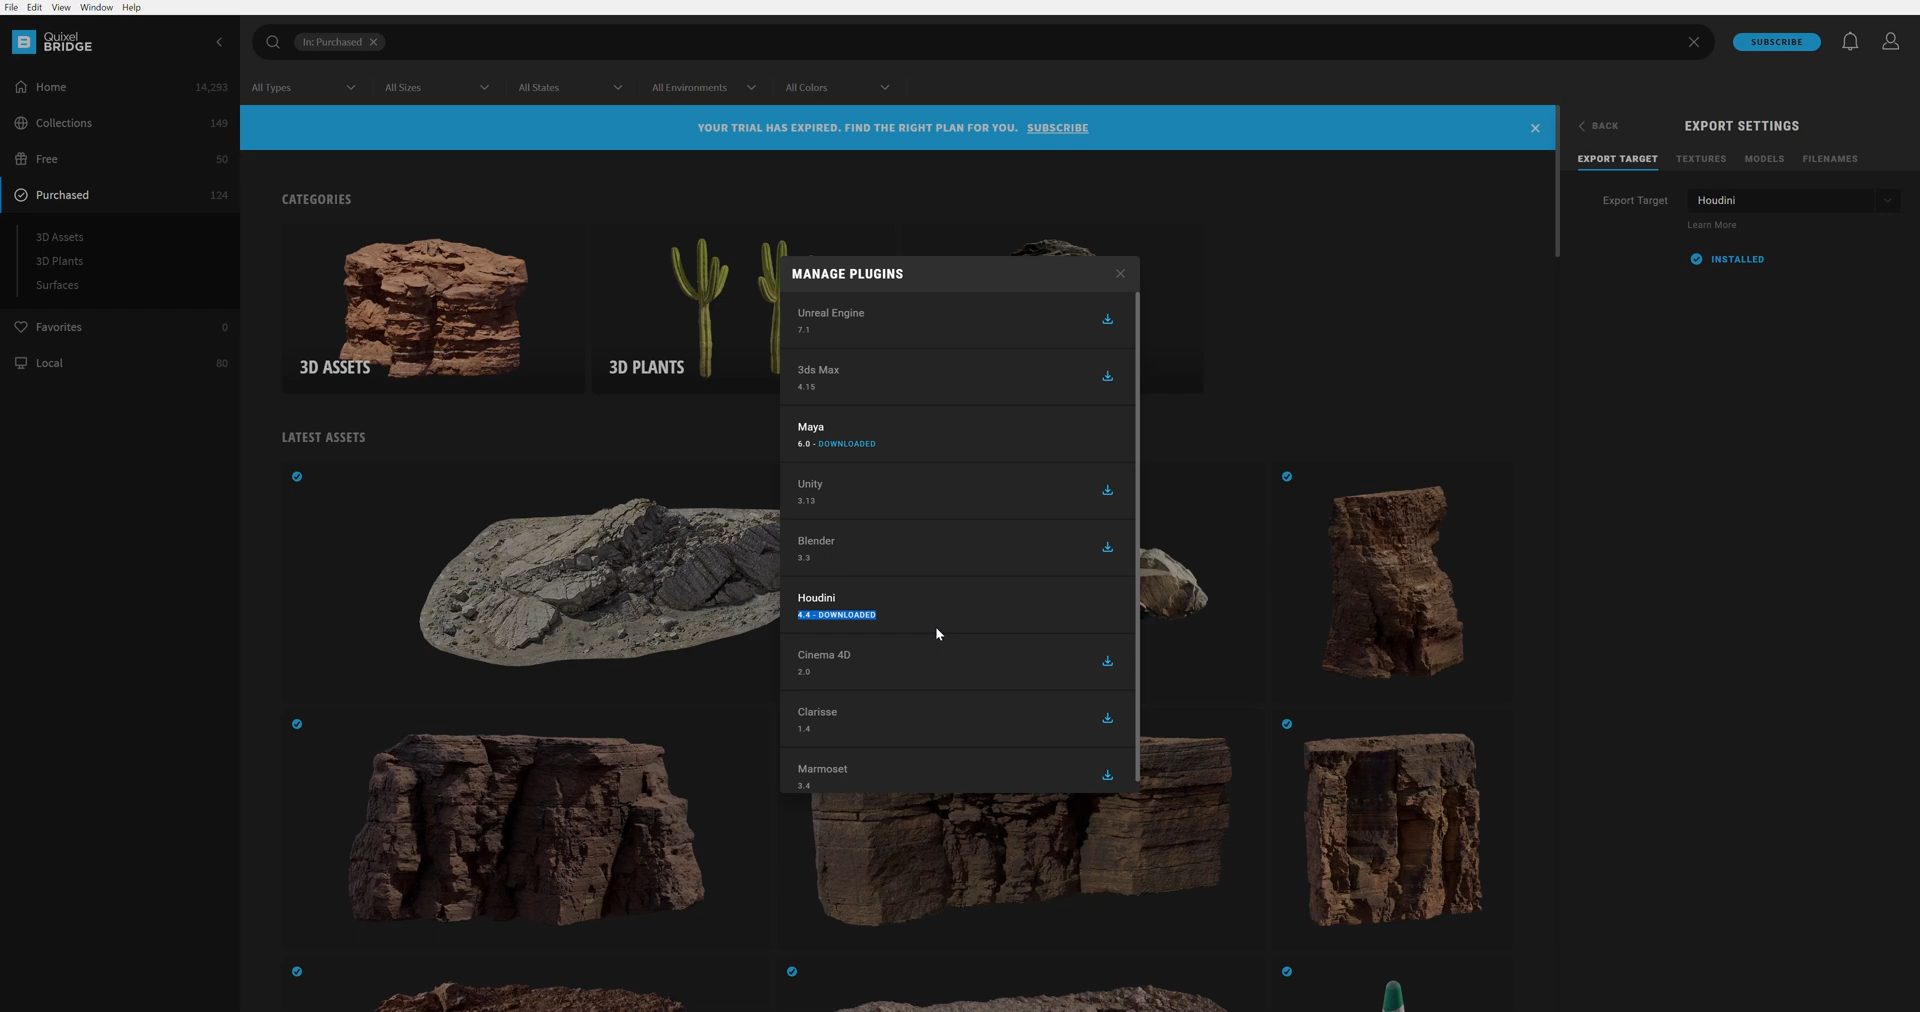 File Edit View Window Help
Quixel
BRIDGE
In: Purchased
SUBSCRIBE
Home 14,293
Collections 149
Free 50
Purchased 124
3D Assets
3D Plants
Surfaces
Favorites 0
Local 80
All Types All Sizes All States All Environments All Colors
YOUR TRIAL HAS EXPIRED. FIND THE RIGHT PLAN FOR YOU. SUBSCRIBE
CATEGORIES
3D ASSETS
3D PLANTS
LATEST ASSETS
MANAGE PLUGINS
Unreal Engine
7.1
3ds Max
4.15
Maya
6.0 - DOWNLOADED
Unity
3.13
Blender
3.3
Houdini
4.4 - DOWNLOADED
Cinema 4D
2.0
Clarisse
1.4
Marmoset
3.4
BACK
EXPORT SETTINGS
EXPORT TARGET TEXTURES MODELS FILENAMES
Export Target Houdini
Learn More
INSTALLED